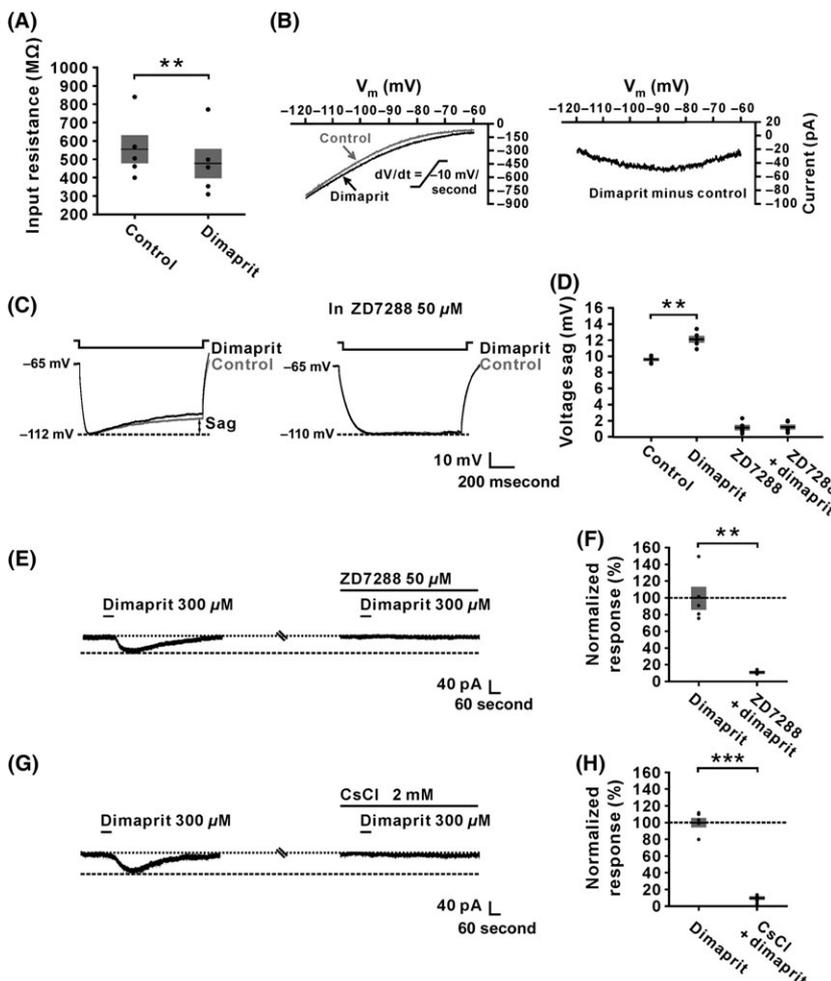 (A)
Input resistance (MΩ)
1000
900
800
700
600
500
400
300
200
**
Control
Dimaprit
(B)
Vm (mV)
−120 −100 −90 −80 −70 −60
0
−150
−300
−450
−600
−750
−900
Control
Dimaprit
dV/dt = −10 mV/
second
Vm (mV)
−120 −100 −90 −80 −70 −60
20
0
−20
−40
−60
−80
−100
Current (pA)
Dimaprit minus control
(C)
−65 mV
−112 mV
Dimaprit
Control
Sag
In ZD7288 50 µM
−65 mV
−110 mV
Dimaprit
Control
10 mV
200 msecond
(D)
Voltage sag (mV)
16
14
12
10
8
6
4
2
0
**
Control
Dimaprit
ZD7288
ZD7288
+ dimaprit
(E)
Dimaprit 300 µM
ZD7288 50 µM
Dimaprit 300 µM
40 pA
60 second
(F)
Normalized
response (%)
160
140
120
100
80
60
40
20
0
**
Dimaprit
ZD7288
+ dimaprit
(G)
Dimaprit 300 µM
CsCl 2 mM
Dimaprit 300 µM
40 pA
60 second
(H)
Normalized
response (%)
160
140
120
100
80
60
40
20
0
***
Dimaprit
CsCl
+ dimaprit